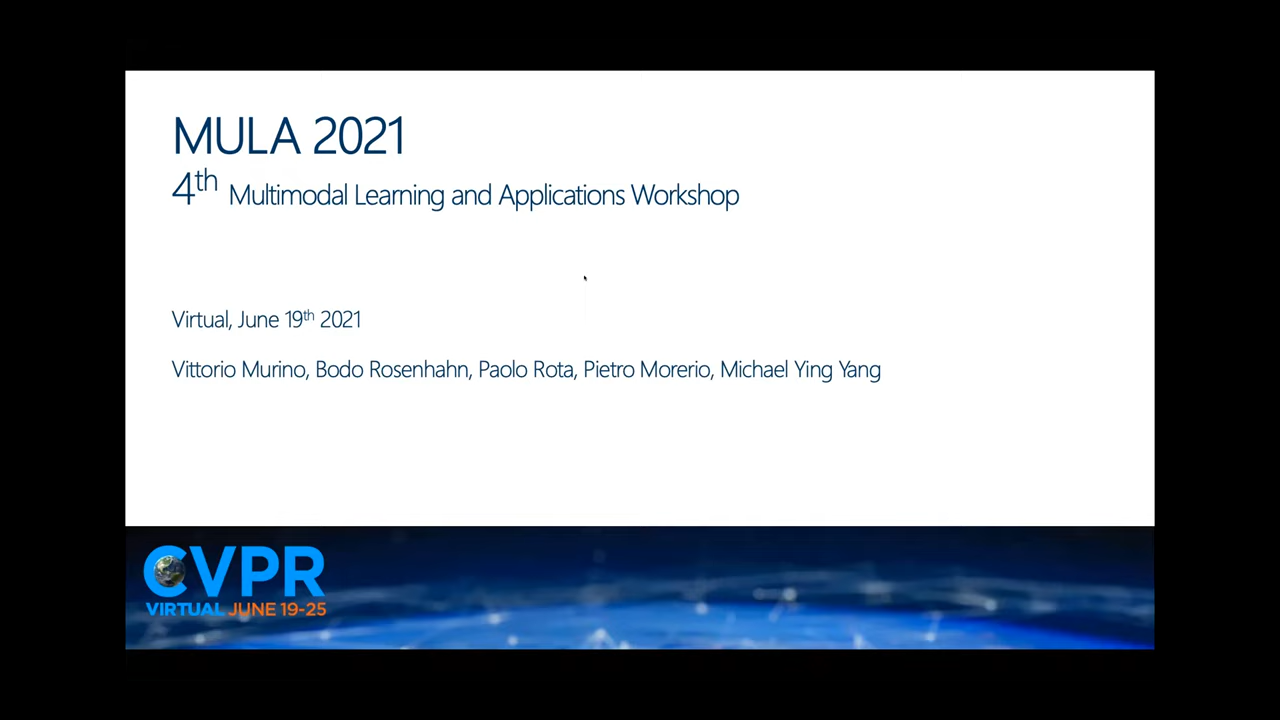 MULA 2021
4th Multimodal Learning and Applications Workshop
Virtual, June 19th 2021
Vittorio Murino, Bodo Rosenhahn, Paolo Rota, Pietro Morerio, Michael Ying Yang
CVPR
VIRTUAL JUNE 19-25